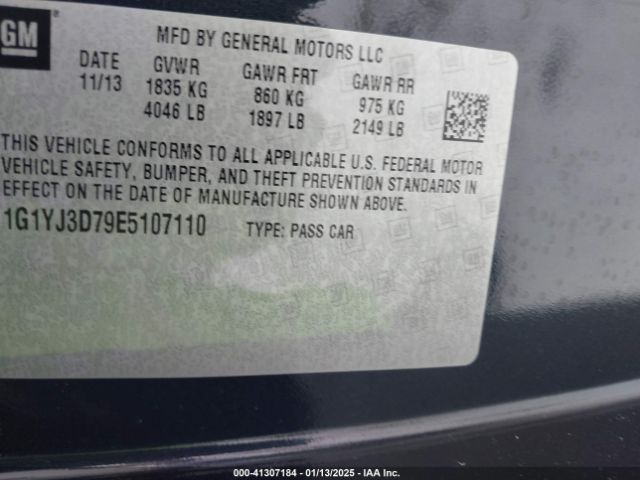 GM
MFD BY GENERAL MOTORS LLC
DATE GVWR GAWR FRT GAWR RR
11/13 1835 KG 860 KG 975 KG
4046 LB 1897 LB 2149 LB
THIS VEHICLE CONFORMS TO ALL APPLICABLE U.S. FEDERAL MOTOR
VEHICLE SAFETY, BUMPER, AND THEFT PREVENTION STANDARDS IN
EFFECT ON THE DATE OF MANUFACTURE SHOWN ABOVE.
1G1YJ3D79E5107110 TYPE: PASS CAR
000-41307184 - 01/13/2025 - IAA Inc.